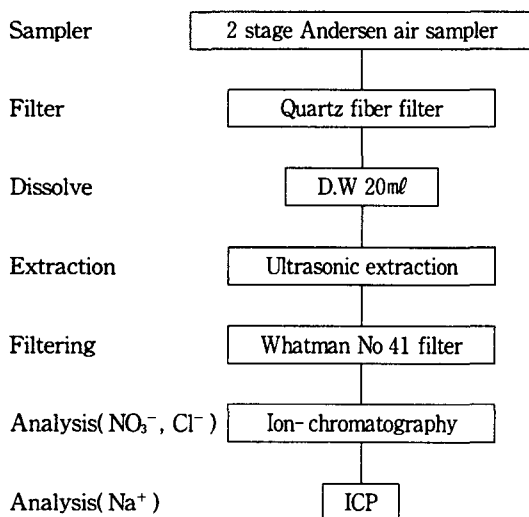 Sampler 2 stage Andersen air sampler
Filter Quartz fiber filter
Dissolve D.W 20㎖
Extraction Ultrasonic extraction
Filtering Whatman No 41 filter
Analysis( NO₃⁻, Cl⁻) Ion-chromatography
Analysis( Na⁺) ICP